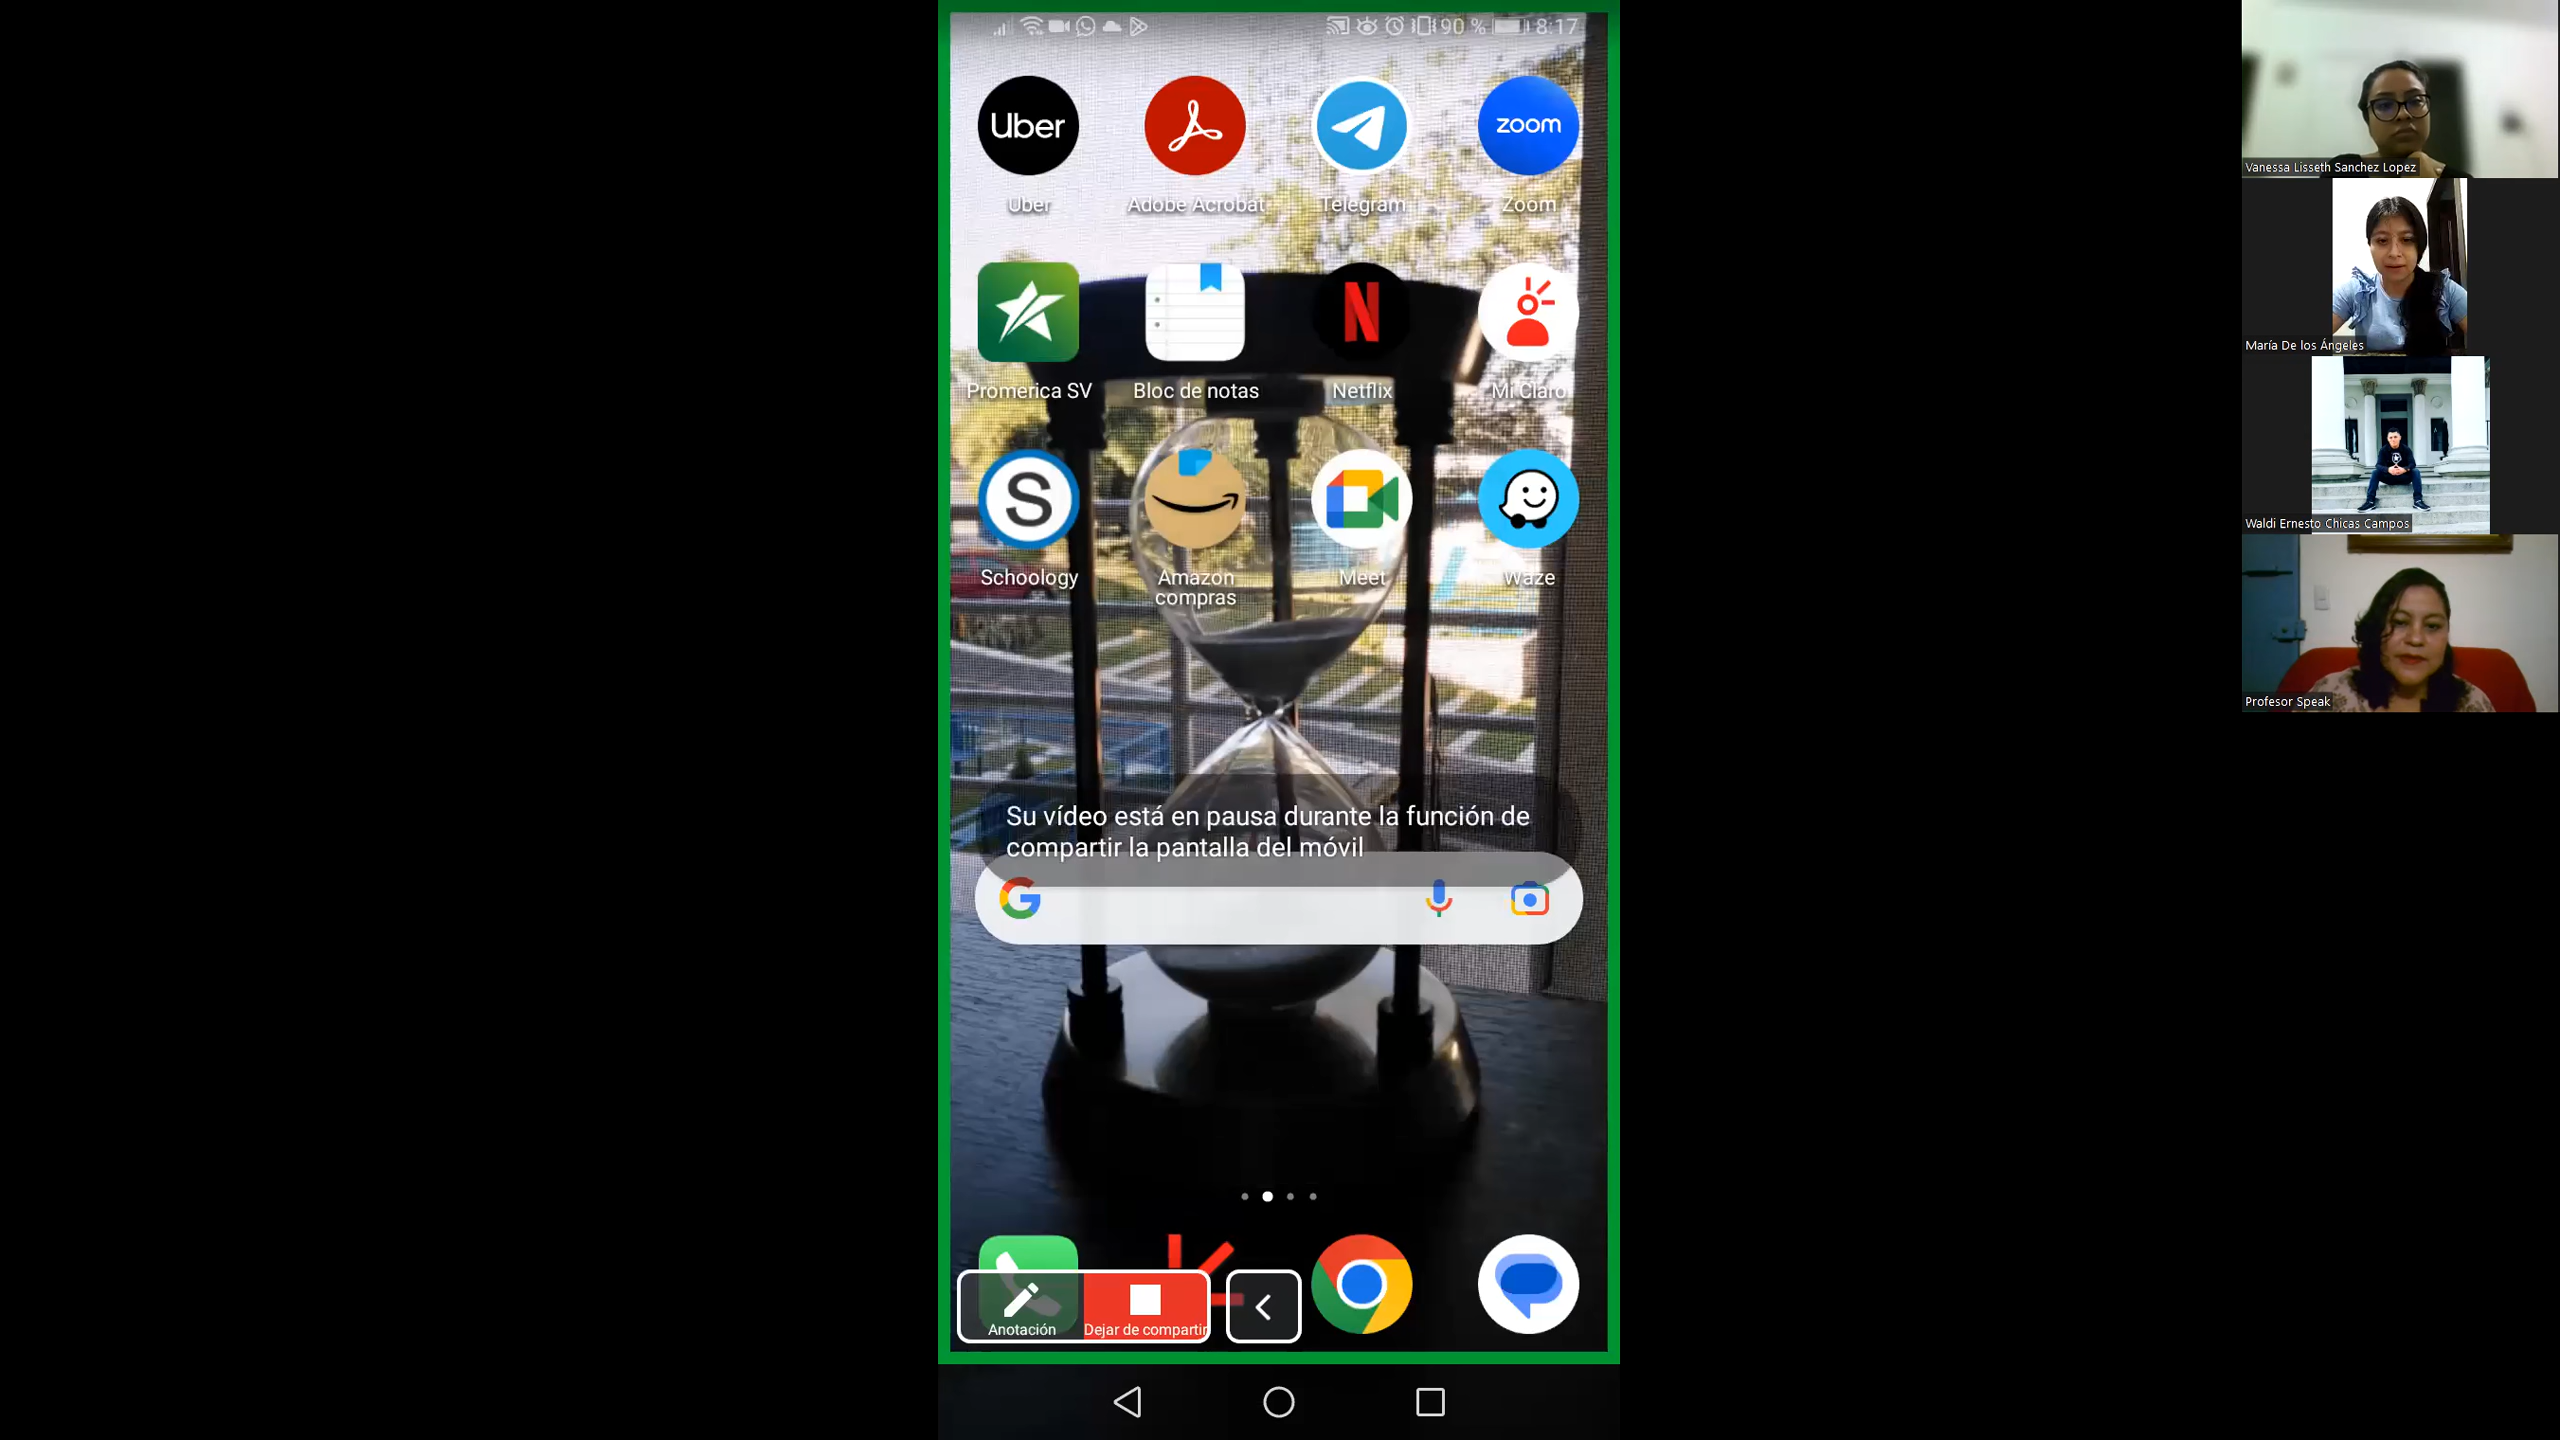 90 % 8:17
Uber
zoom
Uber
Adobe Acrobat
Telegram
Zoom
N
Promerica SV
Bloc de notas
Netflix
Mi Claro
S
Schoology
Amazon
compras
Meet
Waze
Su vídeo está en pausa durante la función de
compartir la pantalla del móvil
G
Anotación
Dejar de compartir
Vanessa Lisseth Sanchez Lopez
María De los Ángeles
Waldi Ernesto Chicas Campos
Profesor Speak